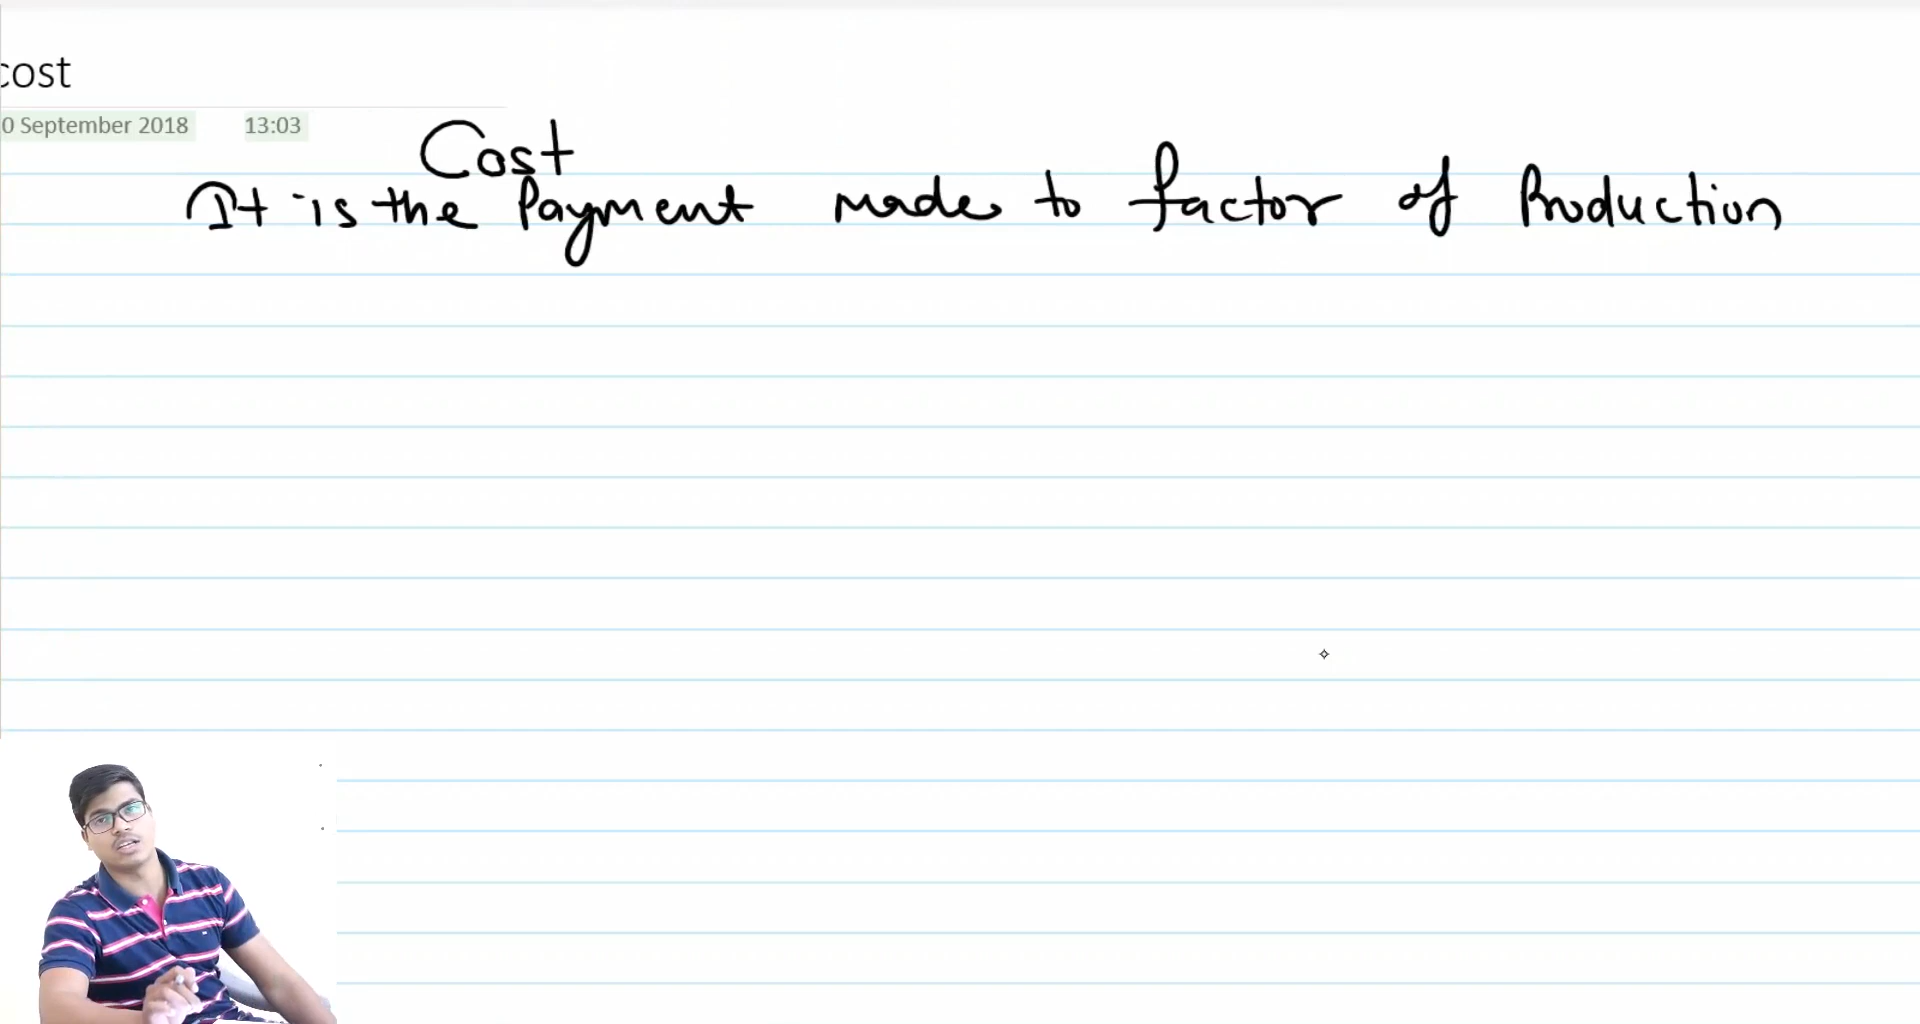 cost
0 September 2018 13:03
Cost
It is the Payment made to factor of Production